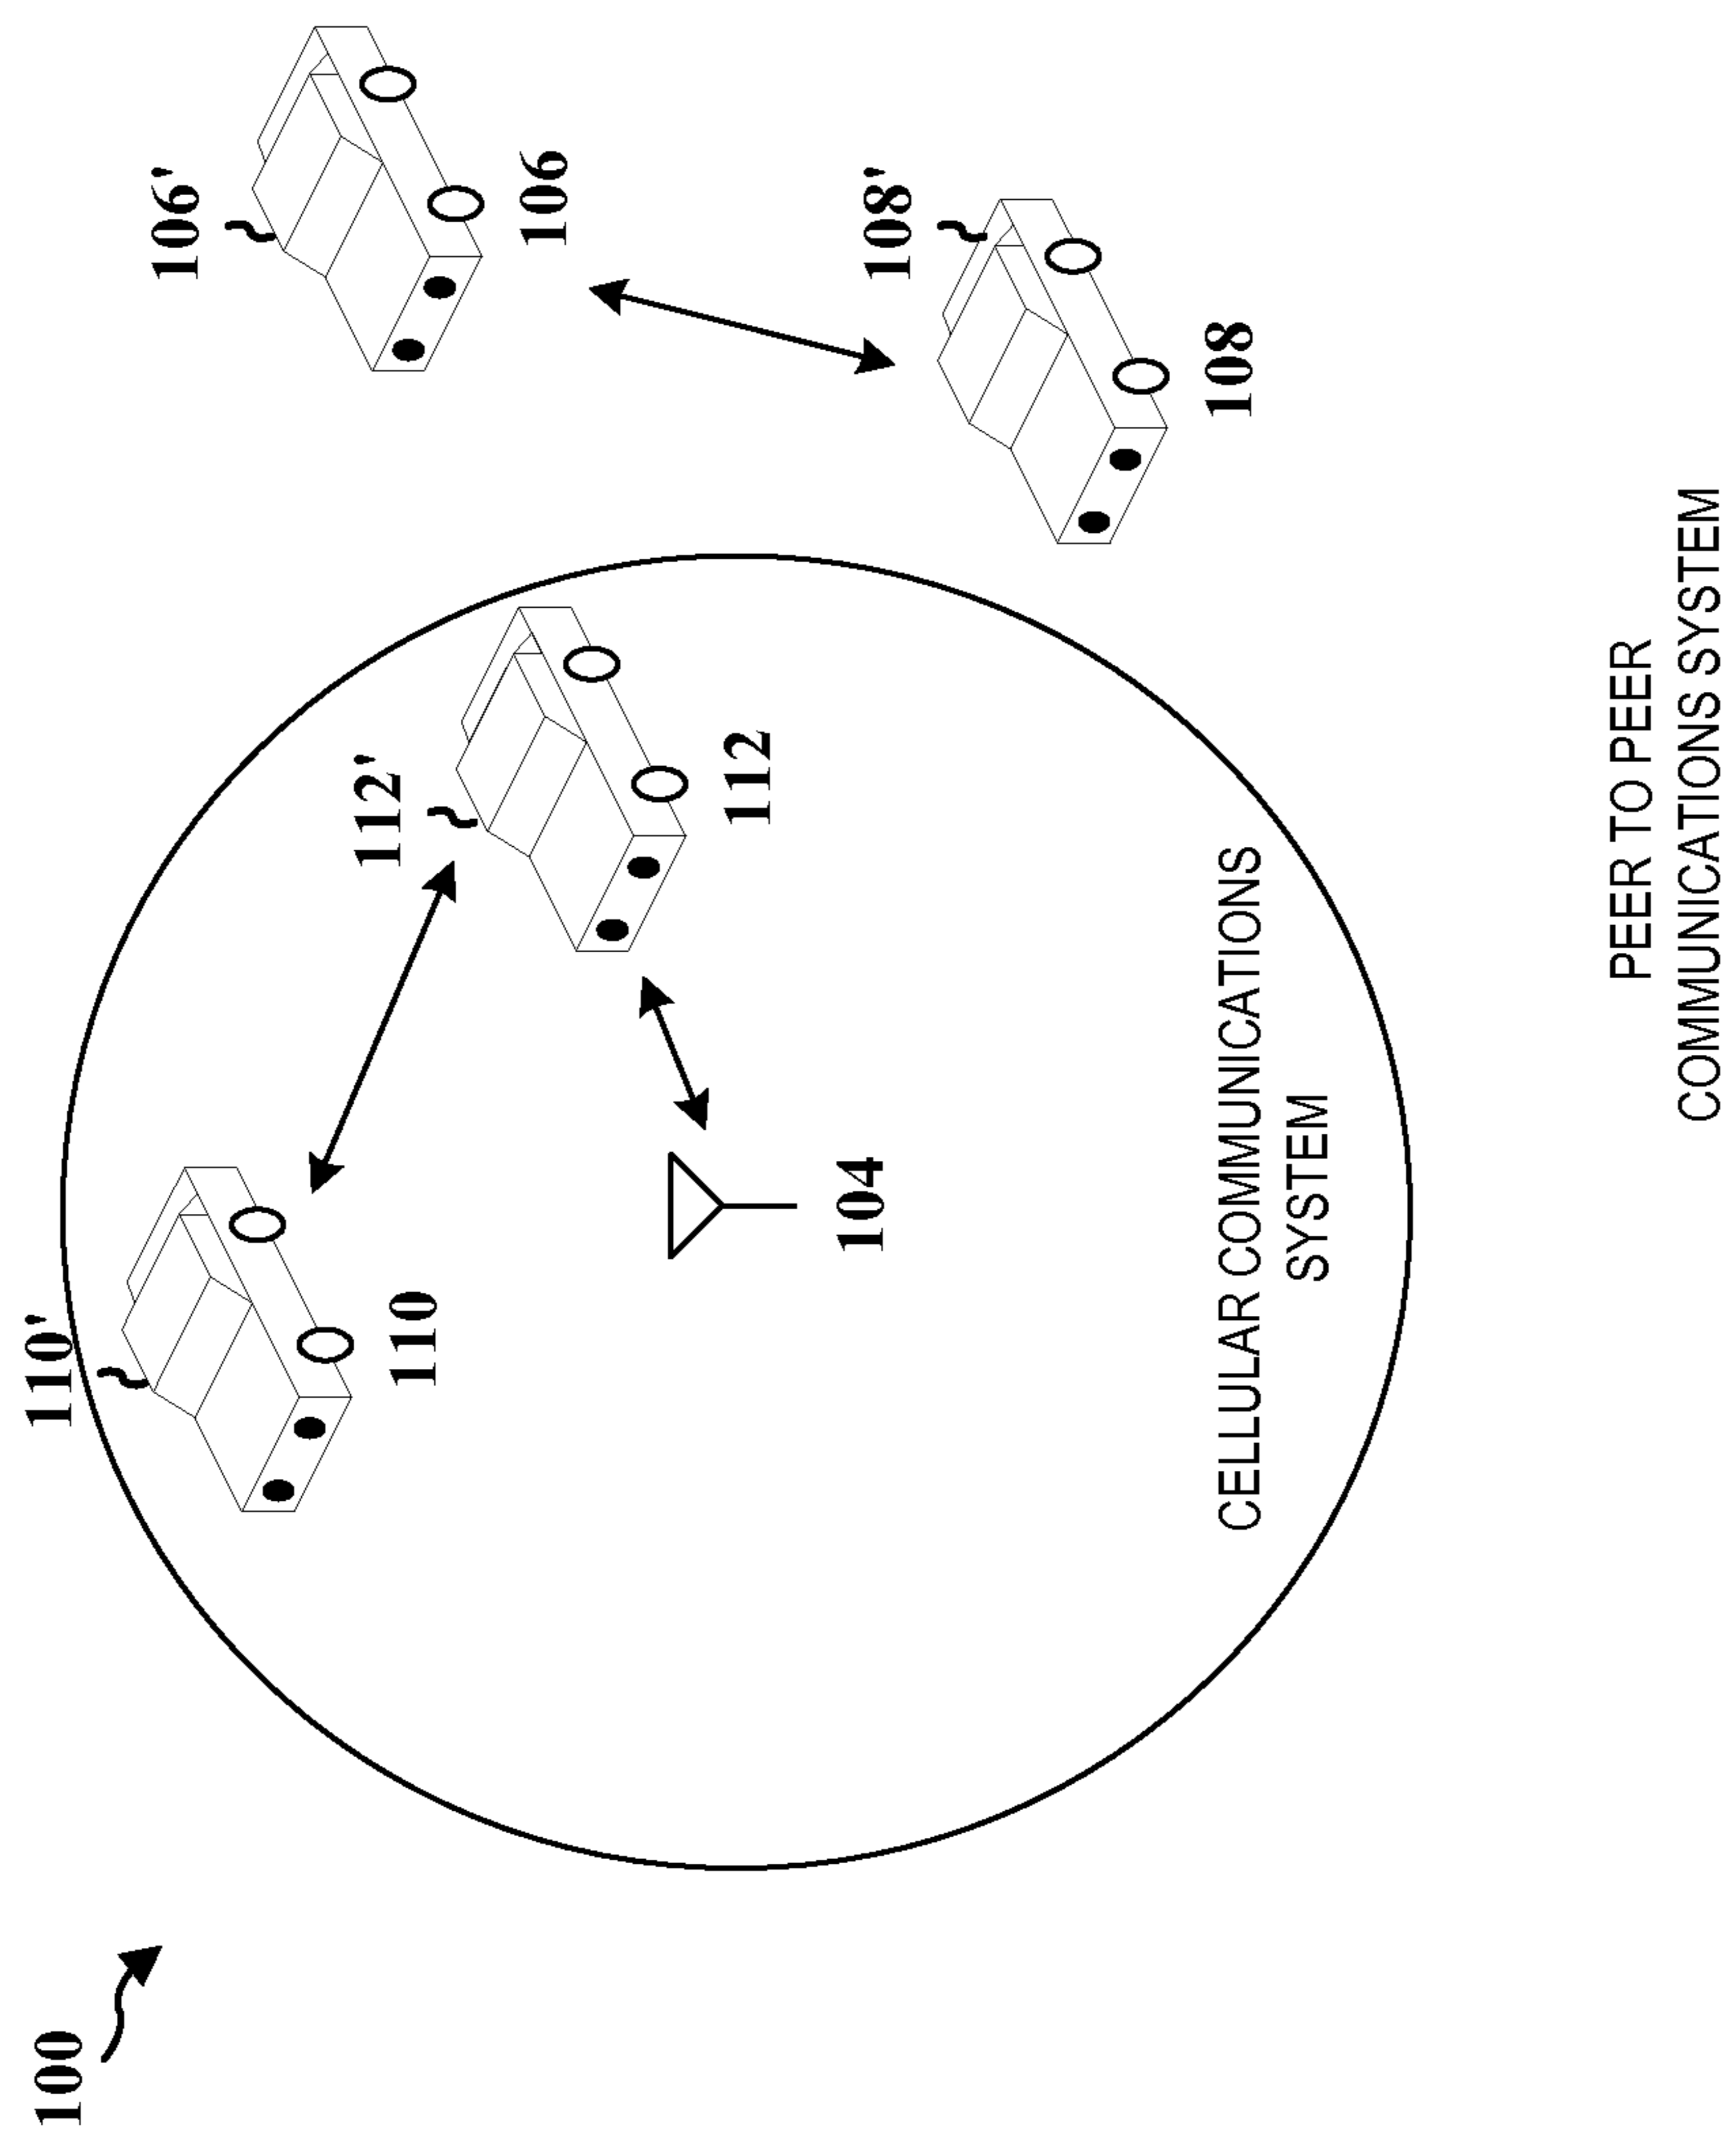 100
110'
106'
112'
110
106
112
104
108'
108
CELLULAR COMMUNICATIONS
SYSTEM
PEER TO PEER
COMMUNICATIONS SYSTEM